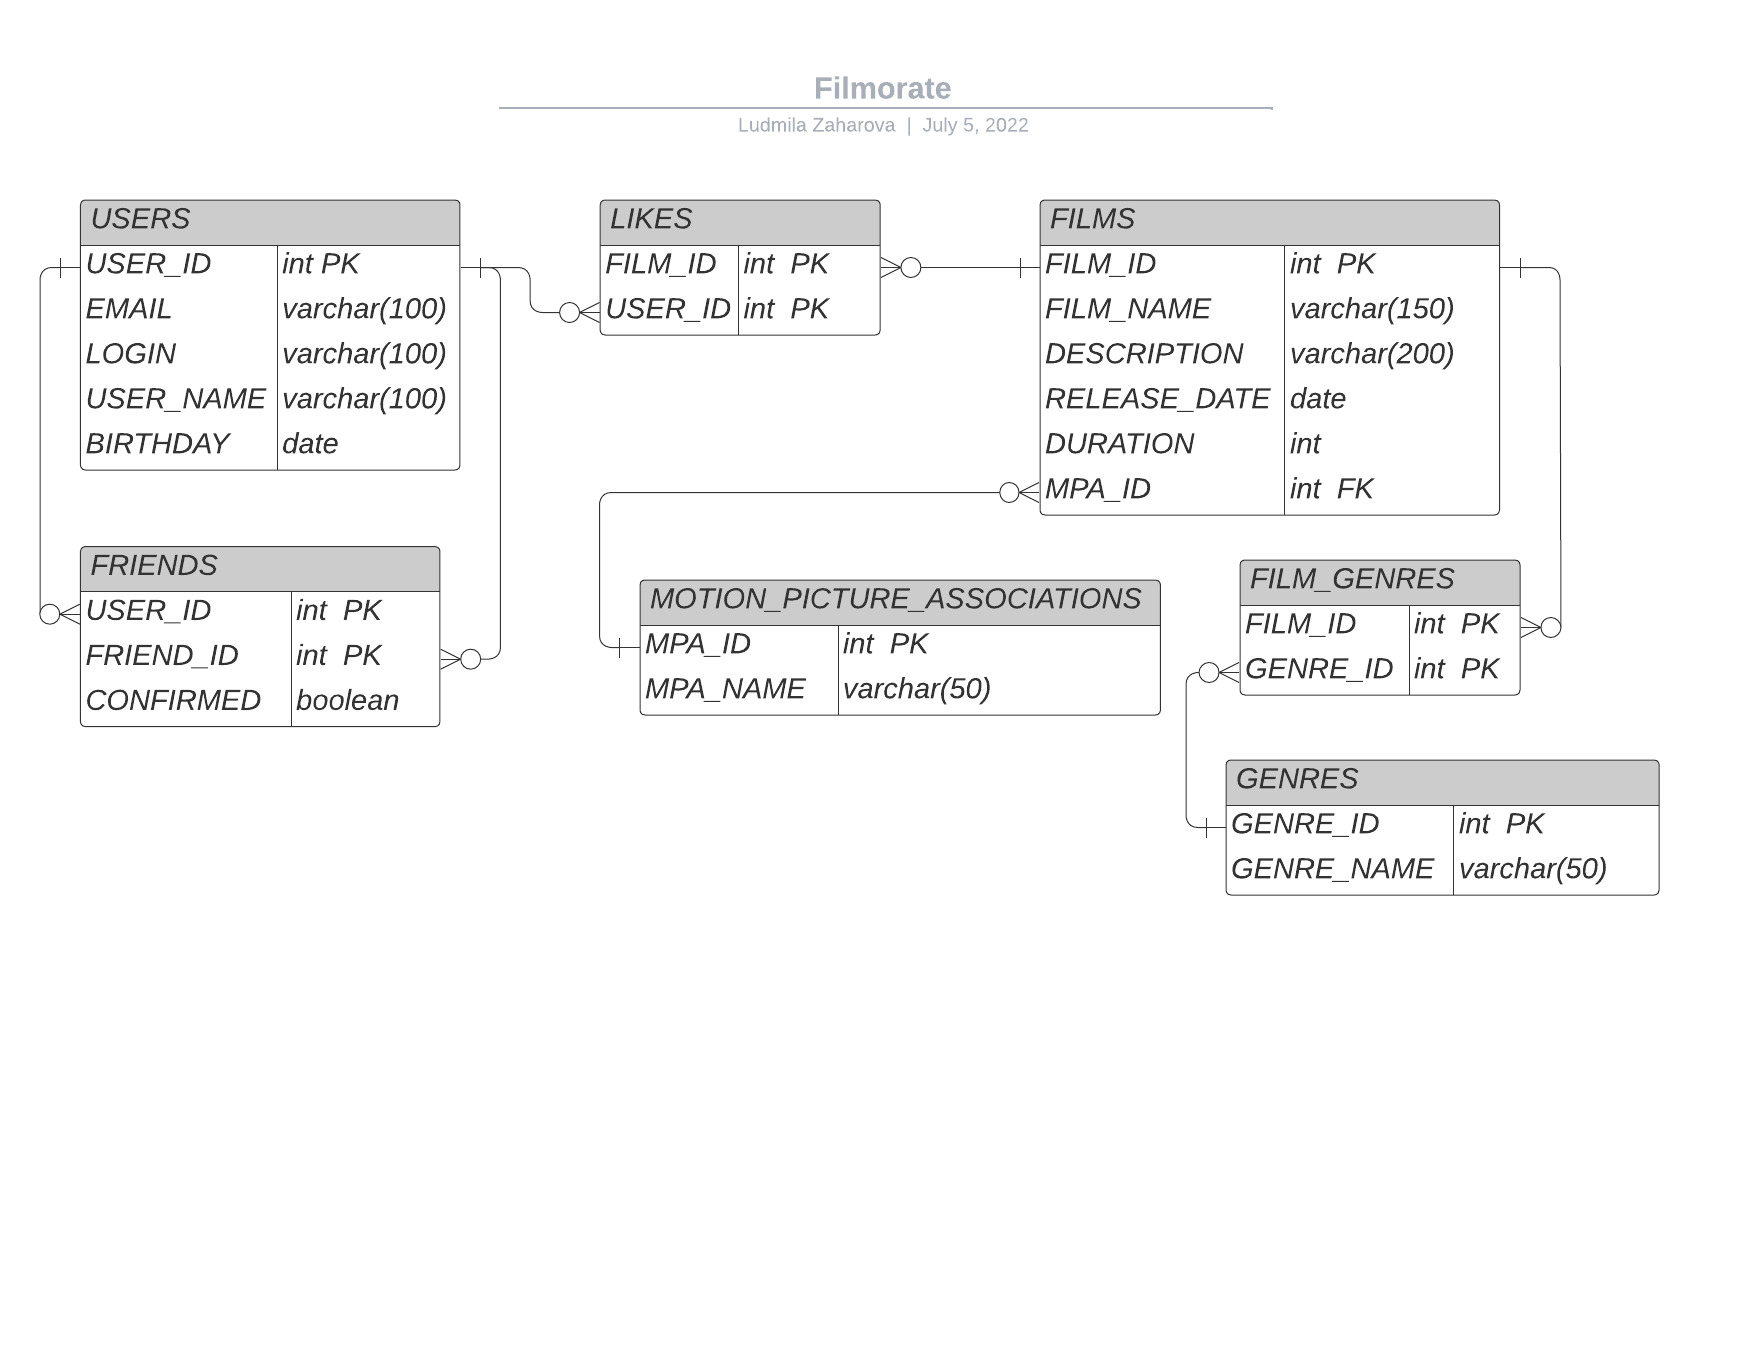 Filmorate
Ludmila Zaharova | July 5, 2022
USERS
USER_ID int PK
EMAIL varchar(100)
LOGIN varchar(100)
USER_NAME varchar(100)
BIRTHDAY date
LIKES
FILM_ID int PK
USER_ID int PK
FILMS
FILM_ID int PK
FILM_NAME varchar(150)
DESCRIPTION varchar(200)
RELEASE_DATE date
DURATION int
MPA_ID int FK
FRIENDS
USER_ID int PK
FRIEND_ID int PK
CONFIRMED boolean
MOTION_PICTURE_ASSOCIATIONS
MPA_ID int PK
MPA_NAME varchar(50)
FILM_GENRES
FILM_ID int PK
GENRE_ID int PK
GENRES
GENRE_ID int PK
GENRE_NAME varchar(50)